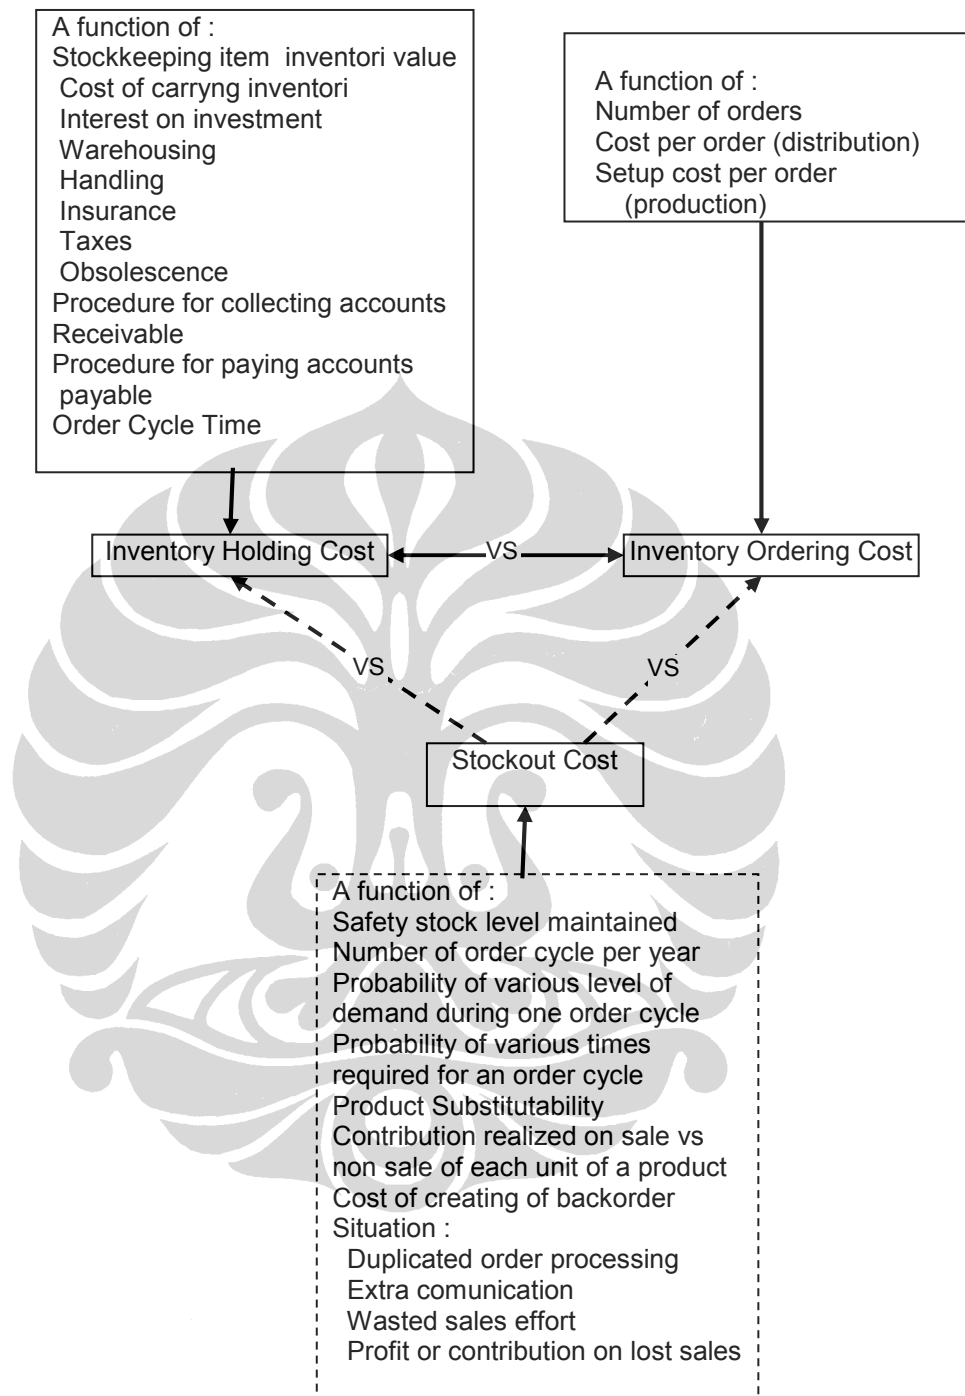 A function of :
Stockkeeping item inventori value
Cost of carryng inventori
Interest on investment
Warehousing
Handling
Insurance
Taxes
Obsolescence
Procedure for collecting accounts
Receivable
Procedure for paying accounts
payable
Order Cycle Time
A function of :
Number of orders
Cost per order (distribution)
Setup cost per order
(production)
Inventory Holding Cost
VS
Inventory Ordering Cost
VS
VS
Stockout Cost
A function of :
Safety stock level maintained
Number of order cycle per year
Probability of various level of
demand during one order cycle
Probability of various times
required for an order cycle
Product Substitutability
Contribution realized on sale vs
non sale of each unit of a product
Cost of creating of backorder
Situation :
Duplicated order processing
Extra comunication
Wasted sales effort
Profit or contribution on lost sales